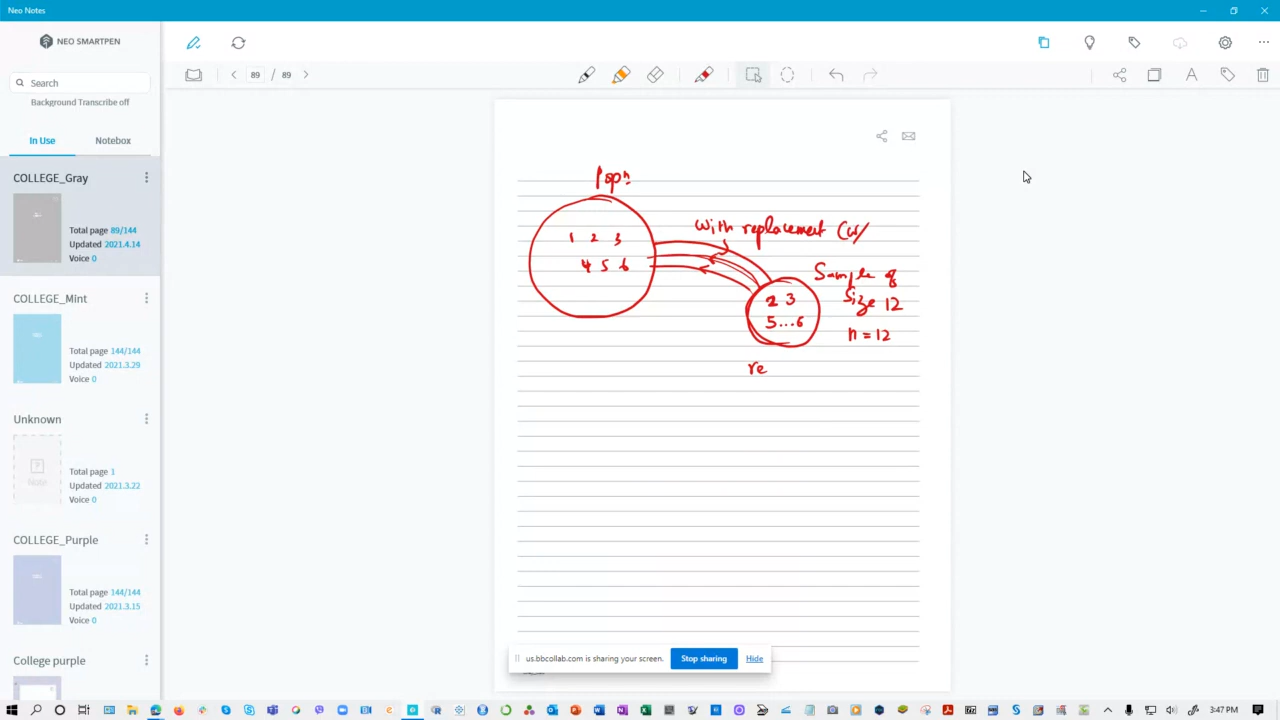 Neo Notes
NEO SMARTPEN
Search
Background Transcribe off
In Use
Notebox
COLLEGE_Gray
Total page 89/144
Updated 2021.4.14
Voice 0
COLLEGE_Mint
Total page 144/144
Updated 2021.3.29
Voice 0
Unknown
Total page 1
Updated 2021.3.22
Voice 0
COLLEGE_Purple
Total page 144/144
Updated 2021.3.15
Voice 0
College purple
89 / 89
Popn:
1 2 3
4 5 6
With replacement (w/
Sample of
Size 12
n = 12
2 3
5...6
re
us.bbcollab.com is sharing your screen.
Stop sharing
Hide
3:47 PM